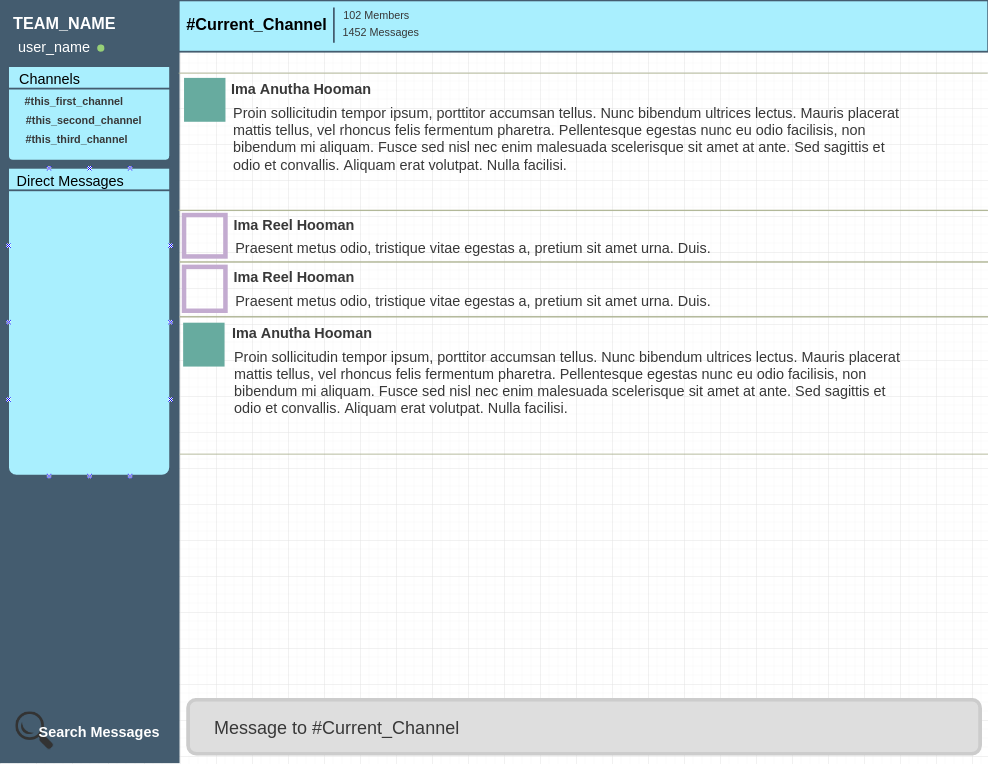 TEAM_NAME
user_name
Channels
#this_first_channel
#this_second_channel
#this_third_channel
Direct Messages
Search Messages
#Current_Channel
102 Members
1452 Messages
Ima Anutha Hooman
Proin sollicitudin tempor ipsum, porttitor accumsan tellus. Nunc bibendum ultrices lectus. Mauris placerat
mattis tellus, vel rhoncus felis fermentum pharetra. Pellentesque egestas nunc eu odio facilisis, non
bibendum mi aliquam. Fusce sed nisl nec enim malesuada scelerisque sit amet at ante. Sed sagittis et
odio et convallis. Aliquam erat volutpat. Nulla facilisi.
Ima Reel Hooman
Praesent metus odio, tristique vitae egestas a, pretium sit amet urna. Duis.
Ima Reel Hooman
Praesent metus odio, tristique vitae egestas a, pretium sit amet urna. Duis.
Ima Anutha Hooman
Proin sollicitudin tempor ipsum, porttitor accumsan tellus. Nunc bibendum ultrices lectus. Mauris placerat
mattis tellus, vel rhoncus felis fermentum pharetra. Pellentesque egestas nunc eu odio facilisis, non
bibendum mi aliquam. Fusce sed nisl nec enim malesuada scelerisque sit amet at ante. Sed sagittis et
odio et convallis. Aliquam erat volutpat. Nulla facilisi.
Message to #Current_Channel